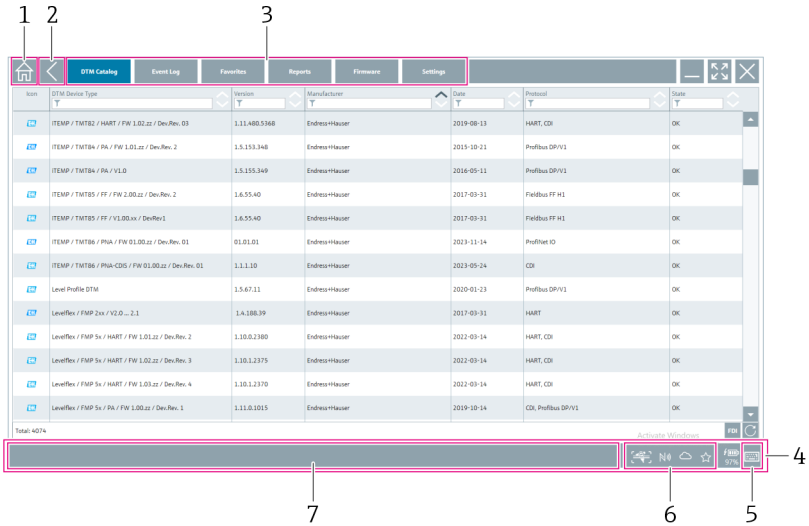 1 2 3
DTM Catalog Event Log Favorites Reports Firmware Settings
Icon DTM Device Type Version Manufacturer Date Protocol State
iTEMP / TMT82 / HART / FW 1.02.zz / Dev.Rev. 03 1.11.480.5368 Endress+Hauser 2019-08-13 HART, CDI OK
iTEMP / TMT84 / PA / FW 1.01.zz / Dev.Rev. 2 1.5.153.348 Endress+Hauser 2015-10-21 Profibus DP/V1 OK
iTEMP / TMT84 / PA / V1.0 1.5.155.349 Endress+Hauser 2016-05-11 Profibus DP/V1 OK
iTEMP / TMT85 / FF / FW 2.00.zz / Dev.Rev. 2 1.6.55.40 Endress+Hauser 2017-03-31 Fieldbus FF H1 OK
iTEMP / TMT85 / FF / V1.00.xx / DevRev1 1.6.55.40 Endress+Hauser 2017-03-31 Fieldbus FF H1 OK
iTEMP / TMT86 / PNA / FW 01.00.zz / Dev.Rev. 01 01.01.01 Endress+Hauser 2023-11-14 ProfiNet IO OK
iTEMP / TMT86 / PNA-CDIS / FW 01.00.zz / Dev.Rev. 01 1.1.1.10 Endress+Hauser 2023-05-24 CDI OK
Level Profile DTM 1.5.67.11 Endress+Hauser 2020-01-23 Profibus DP/V1 OK
Levelflex / FMP 2xx / V2.0 ... 2.1 1.4.188.39 Endress+Hauser 2017-03-31 HART OK
Levelflex / FMP 5x / HART / FW 1.01.zz / Dev.Rev. 2 1.10.0.2380 Endress+Hauser 2022-03-14 HART, CDI OK
Levelflex / FMP 5x / HART / FW 1.02.zz / Dev.Rev. 3 1.10.1.2375 Endress+Hauser 2022-03-14 HART, CDI OK
Levelflex / FMP 5x / HART / FW 1.03.zz / Dev.Rev. 4 1.10.1.2370 Endress+Hauser 2022-03-14 HART, CDI OK
Levelflex / FMP 5x / PA / FW 1.00.zz / Dev.Rev. 1 1.11.0.1015 Endress+Hauser 2019-10-14 CDI, Profibus DP/V1 OK
Total: 4074 Activate Windows FDI
97% 4
7 6 5